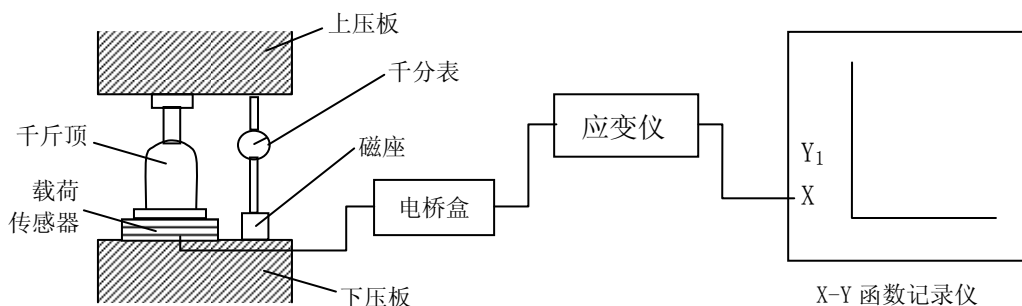 上压板
千分表
千斤顶
磁座
载荷
传感器
下压板
电桥盒
应变仪
Y₁
X
X-Y 函数记录仪